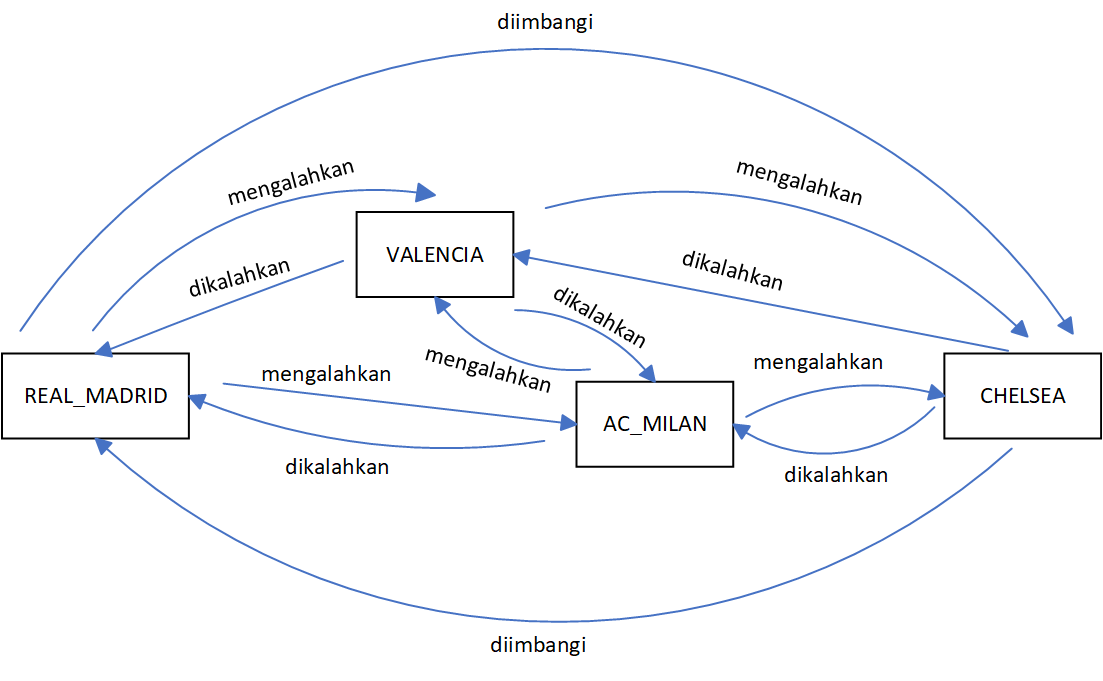 diimbangi
mengalahkan
mengalahkan
VALENCIA
dikalahkan
dikalahkan
dikalahkan
mengalahkan
mengalahkan
mengalahkan
REAL_MADRID
CHELSEA
AC_MILAN
dikalahkan
dikalahkan
diimbangi